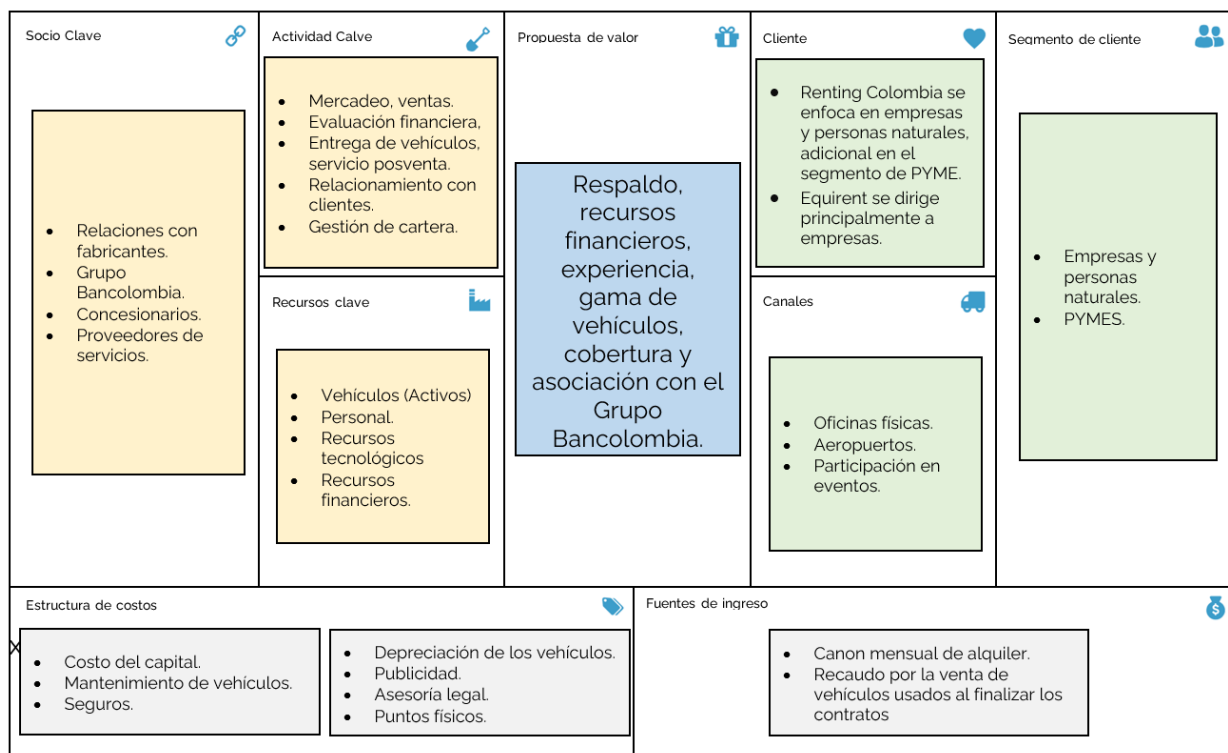 Socio Clave
Relaciones con
fabricantes.
Grupo
Bancolombia.
Concesionarios.
Proveedores de
servicios.
Actividad Calve
Mercadeo, ventas.
Evaluación financiera,
Entrega de vehículos,
servicio posventa.
Relacionamiento con
clientes.
Gestión de cartera.
Recursos clave
Vehículos (Activos)
Personal.
Recursos
tecnológicos
Recursos
financieros.
Propuesta de valor
Respaldo,
recursos
financieros,
experiencia,
gama de
vehículos,
cobertura y
asociación con el
Grupo
Bancolombia.
Cliente
Renting Colombia se
enfoca en empresas
y personas naturales,
adicional en el
segmento de PYME.
Equirent se dirige
principalmente a
empresas.
Canales
Oficinas físicas.
Aeropuertos.
Participación en
eventos.
Segmento de cliente
Empresas y
personas
naturales.
PYMES.
Estructura de costos
X
Costo del capital.
Mantenimiento de vehículos.
Seguros.
Depreciación de los vehículos.
Publicidad.
Asesoría legal.
Puntos físicos.
Fuentes de ingreso
$
Canon mensual de alquiler.
Recaudo por la venta de
vehículos usados al finalizar los
contratos